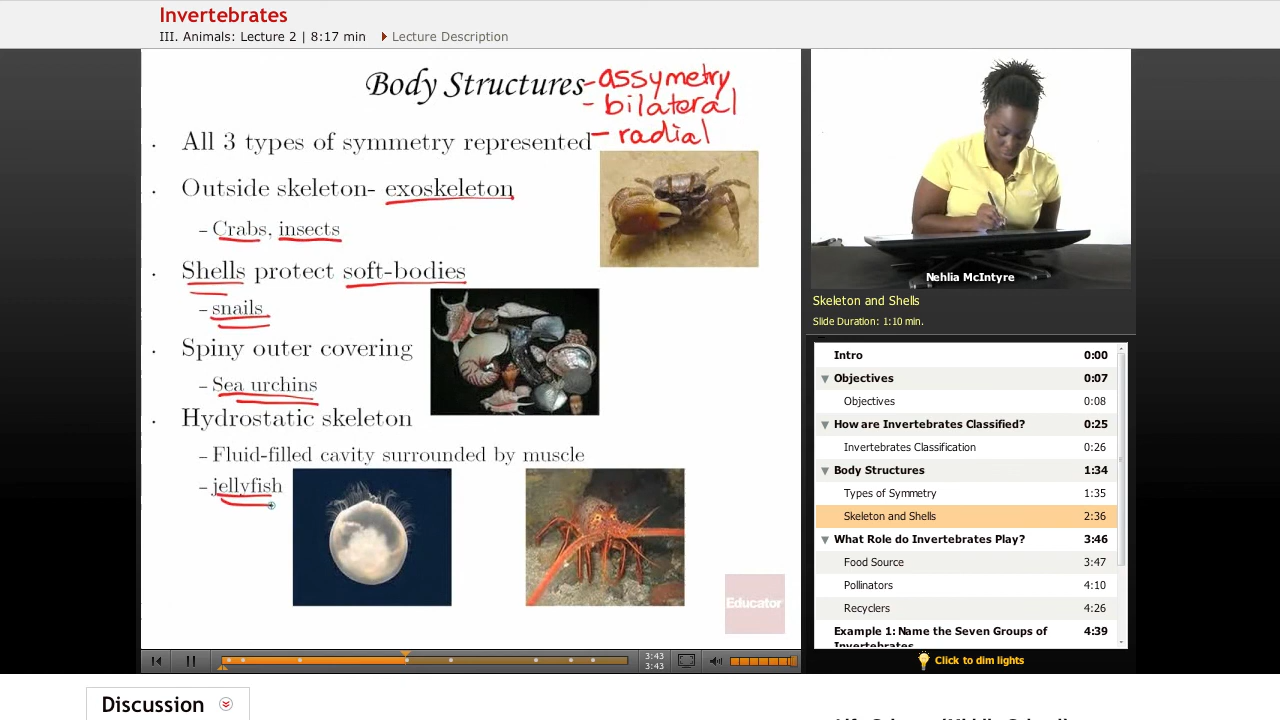 Invertebrates
III. Animals: Lecture 2 | 8:17 min
Lecture Description
Body Structures
-assymetry
- bilateral
- radial
. All 3 types of symmetry represented
. Outside skeleton- exoskeleton
– Crabs, insects
. Shells protect soft-bodies
– snails
. Spiny outer covering
– Sea urchins
. Hydrostatic skeleton
– Fluid-filled cavity surrounded by muscle
– jellyfish
Educator
3:43
3:43
Nehlia McIntyre
Skeleton and Shells
Slide Duration: 1:10 min.
Intro 0:00
Objectives 0:07
Objectives 0:08
How are Invertebrates Classified? 0:25
Invertebrates Classification 0:26
Body Structures 1:34
Types of Symmetry 1:35
Skeleton and Shells 2:36
What Role do Invertebrates Play? 3:46
Food Source 3:47
Pollinators 4:10
Recyclers 4:26
Example 1: Name the Seven Groups of 4:39
Invertebrates
Click to dim lights
Discussion